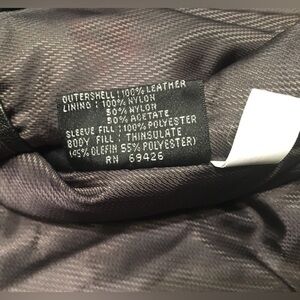 OUTERSHELL: 100% LEATHER
LINING: 100% NYLON
50% NYLON
50% ACETATE
SLEEVE FILL: 100% POLYESTER
BODY FILL: THINSULATE
(45% OLEFIN 55% POLYESTER)
RN 69426